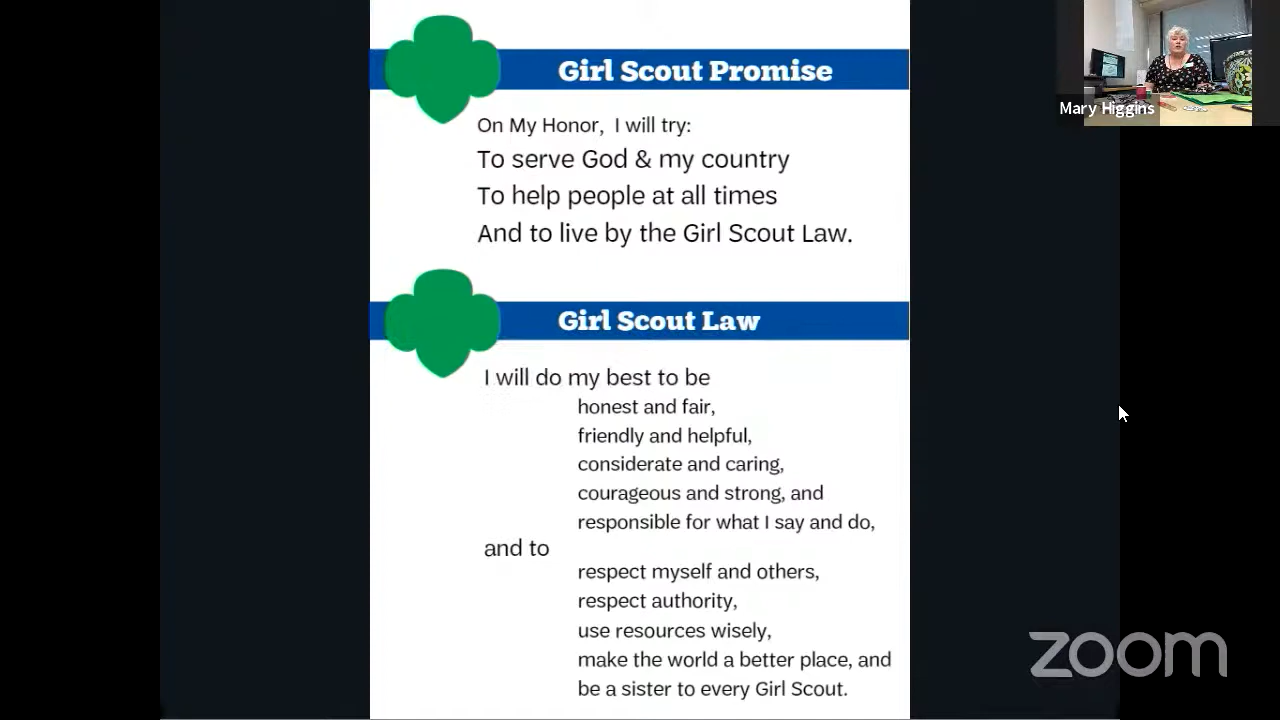 Girl Scout Promise
On My Honor, I will try:
To serve God & my country
To help people at all times
And to live by the Girl Scout Law.
Girl Scout Law
I will do my best to be
honest and fair,
friendly and helpful,
considerate and caring,
courageous and strong, and
responsible for what I say and do,
and to
respect myself and others,
respect authority,
use resources wisely,
make the world a better place, and
be a sister to every Girl Scout.
Mary Higgins
zoom